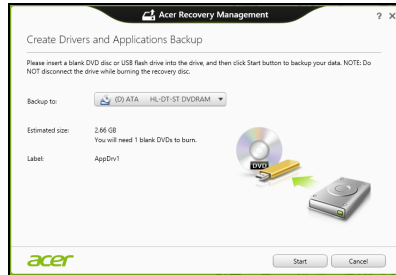 Acer Recovery Management
? X
Create Drivers and Applications Backup
Please insert a blank DVD disc or USB flash drive into the drive, and then click Start button to backup your data. NOTE: Do
NOT disconnect the drive while burning the recovery disc.
Backup to: (D) ATA HL-DT-ST DVDRAM
Estimated size: 2.66 GB
You will need 1 blank DVDs to burn.
Label: AppDrv1
DVD
acer
Start Cancel